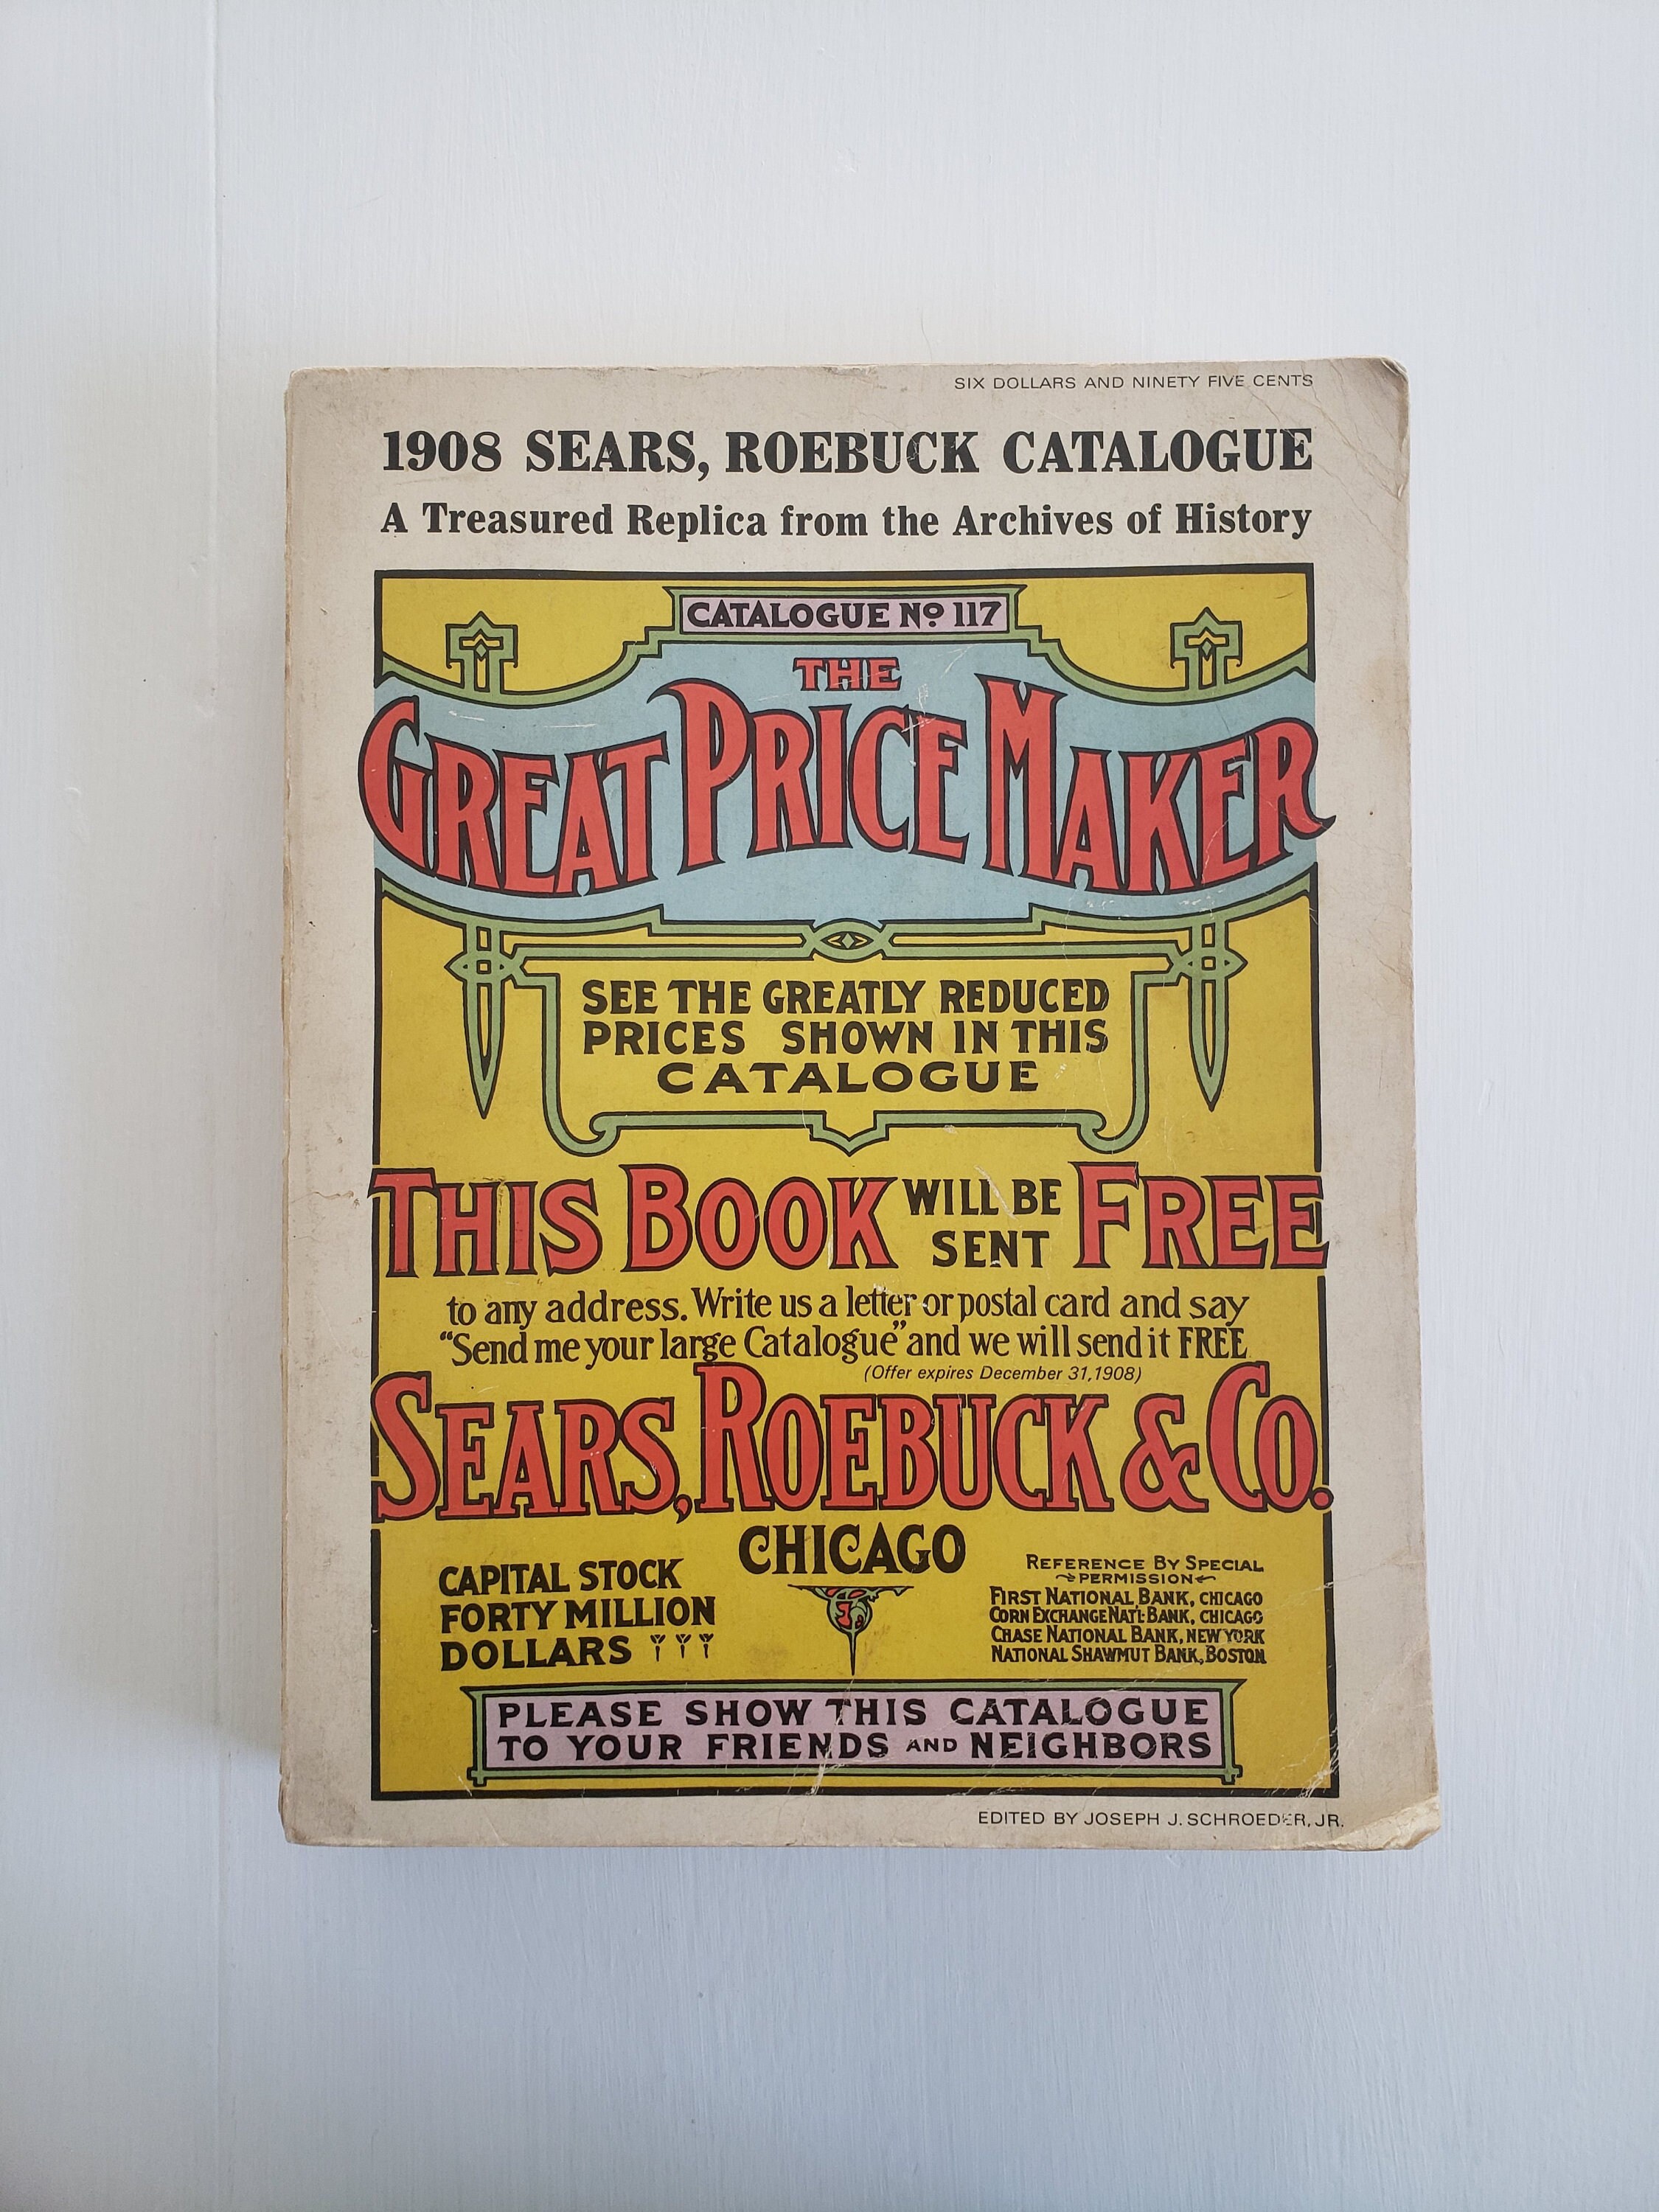 SIX DOLLARS AND NINETY FIVE CENTS
1908 SEARS, ROEBUCK CATALOGUE
A Treasured Replica from the Archives of History
CATALOGUE No 117
THE
GREAT PRICE MAKER
SEE THE GREATLY REDUCED
PRICES SHOWN IN THIS
CATALOGUE
THIS BOOK WILL BE SENT FREE
to any address. Write us a letter or postal card and say
"Send me your large Catalogue" and we will send it FREE
(Offer expires December 31, 1908)
SEARS, ROEBUCK & CO.
CHICAGO
CAPITAL STOCK
FORTY MILLION
DOLLARS
REFERENCE BY SPECIAL
PERMISSION
FIRST NATIONAL BANK, CHICAGO
CORN EXCHANGE NAT'L BANK, CHICAGO
CHASE NATIONAL BANK, NEW YORK
NATIONAL SHAWMUT BANK, BOSTON
PLEASE SHOW THIS CATALOGUE
TO YOUR FRIENDS AND NEIGHBORS
EDITED BY JOSEPH J. SCHROEDER, JR.